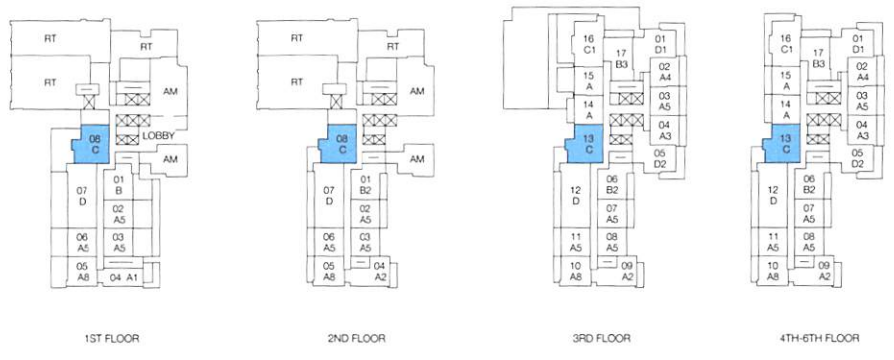 RT
RT
RT
AM
08
C
LOBBY
AM
07
D
01
B
02
A5
06
A5
03
A5
05
A8
04 A1
1ST FLOOR
RT
RT
RT
AM
08
C
AM
07
D
01
B2
02
A5
06
A5
03
A5
05
A8
04
A2
2ND FLOOR
16
C1
17
B3
01
D1
02
A4
15
A
03
A5
14
A
04
A3
13
C
05
D2
12
D
06
B2
07
A5
11
A5
08
A5
10
A8
09
A2
3RD FLOOR
16
C1
17
B3
01
D1
02
A4
15
A
03
A5
14
A
04
A3
13
C
05
D2
12
D
06
B2
07
A5
11
A5
08
A5
10
A8
09
A2
4TH-6TH FLOOR